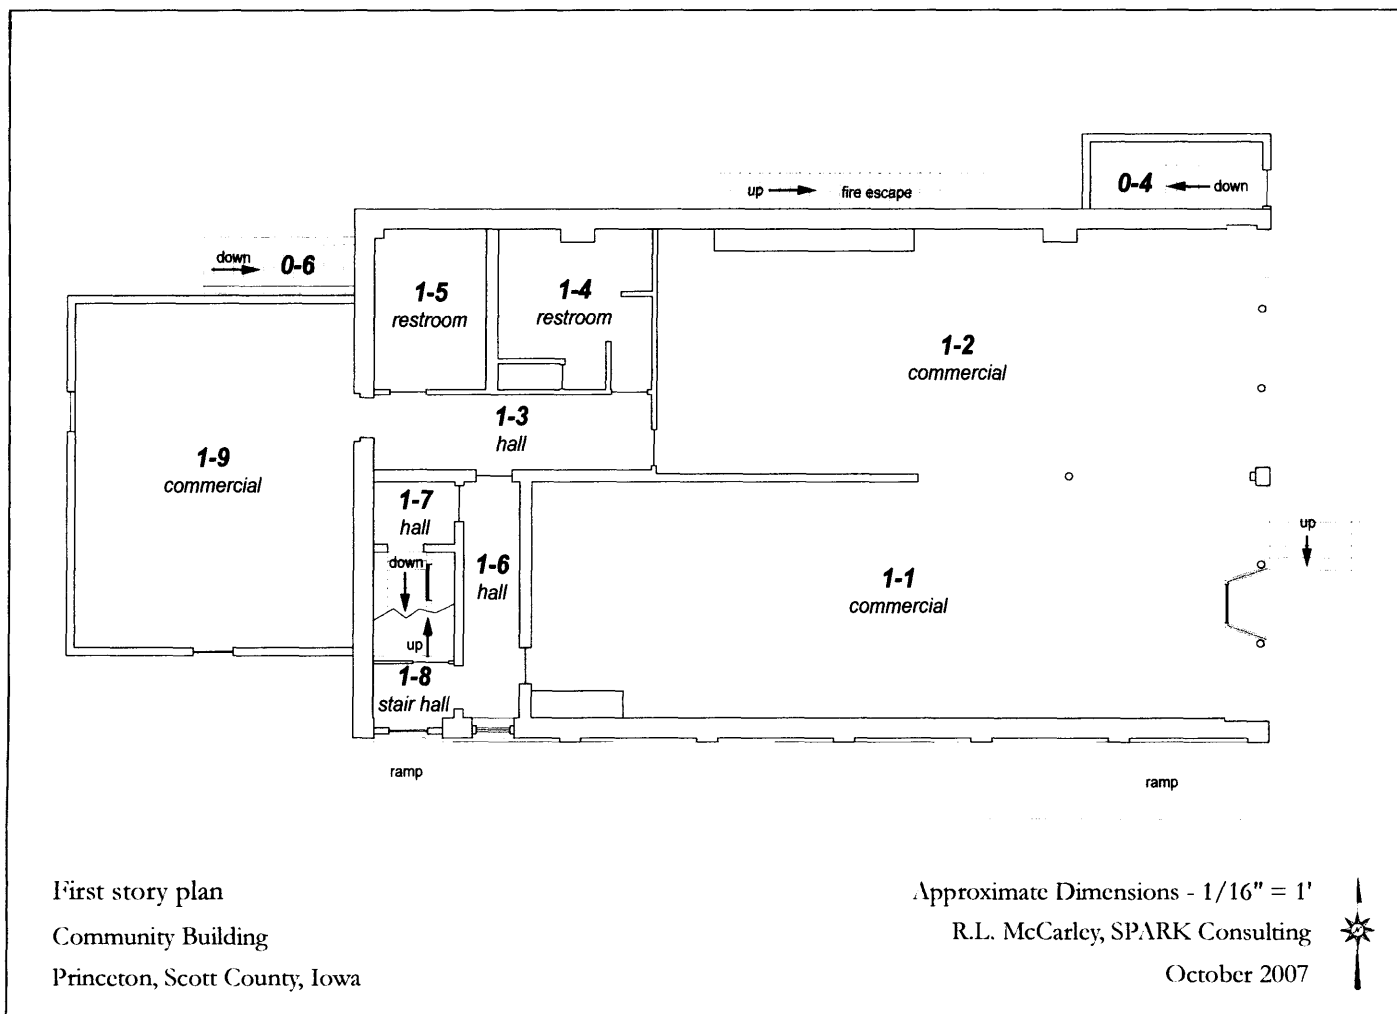 up
fire escape
0-4
down
down
0-6
1-5
restroom
1-4
restroom
1-2
commercial
1-3
hall
1-9
commercial
1-7
hall
down
1-6
hall
up
1-1
commercial
up
1-8
stair hall
ramp
ramp
First story plan
Community Building
Princeton, Scott County, Iowa
Approximate Dimensions - 1/16" = 1'
R.L. McCarley, SPARK Consulting
October 2007